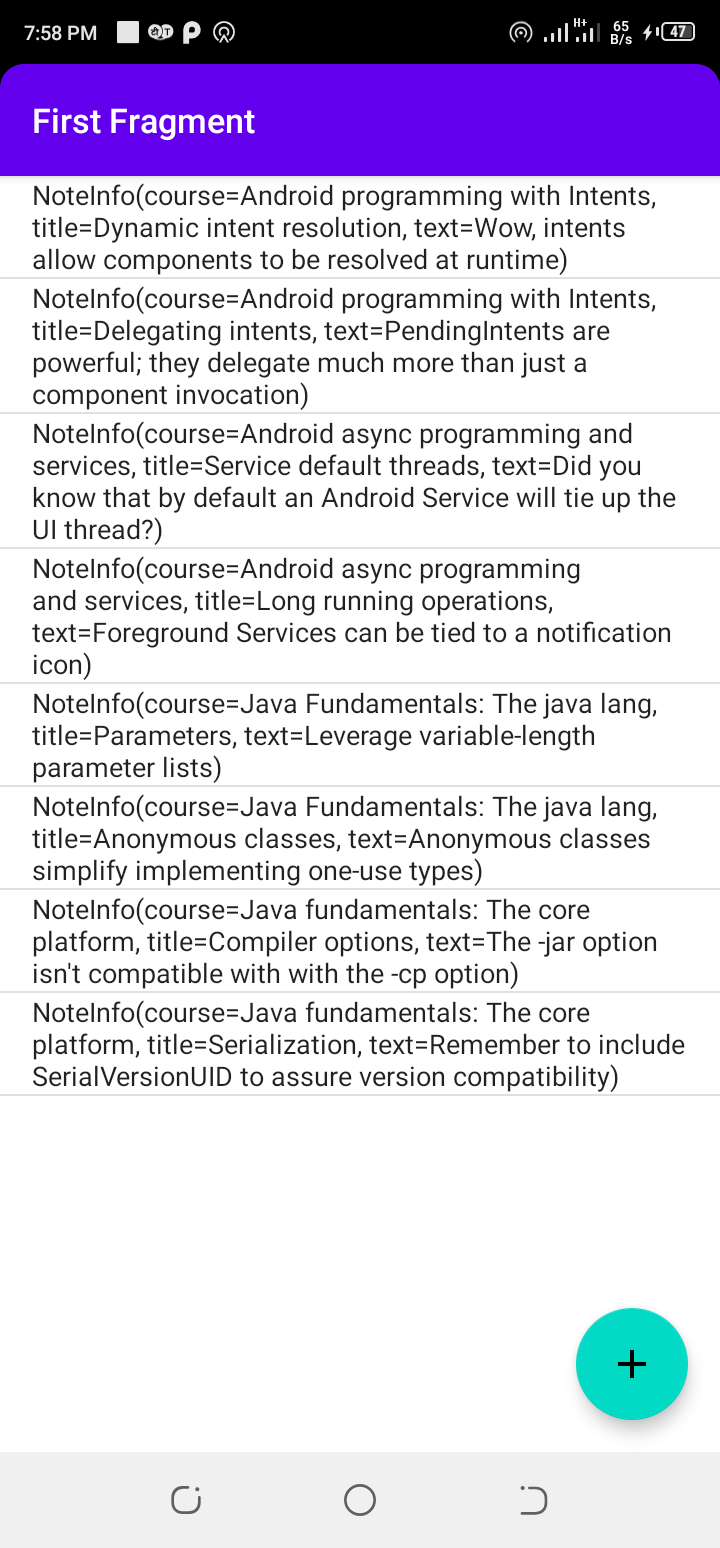 7:58 PM
H+
65
B/s
47
First Fragment
NoteInfo(course=Android programming with Intents,
title=Dynamic intent resolution, text=Wow, intents
allow components to be resolved at runtime)
NoteInfo(course=Android programming with Intents,
title=Delegating intents, text=PendingIntents are
powerful; they delegate much more than just a
component invocation)
NoteInfo(course=Android async programming and
services, title=Service default threads, text=Did you
know that by default an Android Service will tie up the
UI thread?)
NoteInfo(course=Android async programming
and services, title=Long running operations,
text=Foreground Services can be tied to a notification
icon)
NoteInfo(course=Java Fundamentals: The java lang,
title=Parameters, text=Leverage variable-length
parameter lists)
NoteInfo(course=Java Fundamentals: The java lang,
title=Anonymous classes, text=Anonymous classes
simplify implementing one-use types)
NoteInfo(course=Java fundamentals: The core
platform, title=Compiler options, text=The -jar option
isn't compatible with with the -cp option)
NoteInfo(course=Java fundamentals: The core
platform, title=Serialization, text=Remember to include
SerialVersionUID to assure version compatibility)